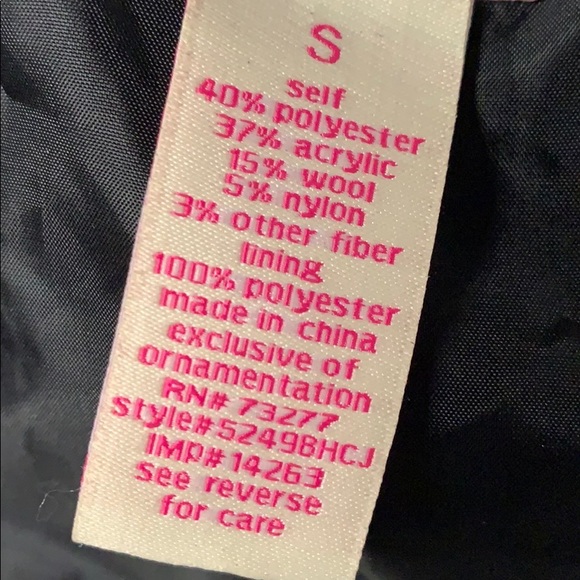 S
self
40% polyester
37% acrylic
15% wool
5% nylon
3% other fiber
lining
100% polyester
made in china
exclusive of
ornamentation
RN# 73277
style#52498HCJ
IMP# 14263
see reverse
for care